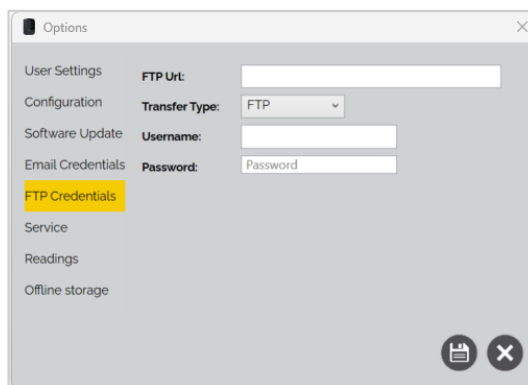 Options
User Settings
Configuration
Software Update
Email Credentials
FTP Credentials
Service
Readings
Offline storage
FTP Url:
Transfer Type: FTP
Username:
Password: Password